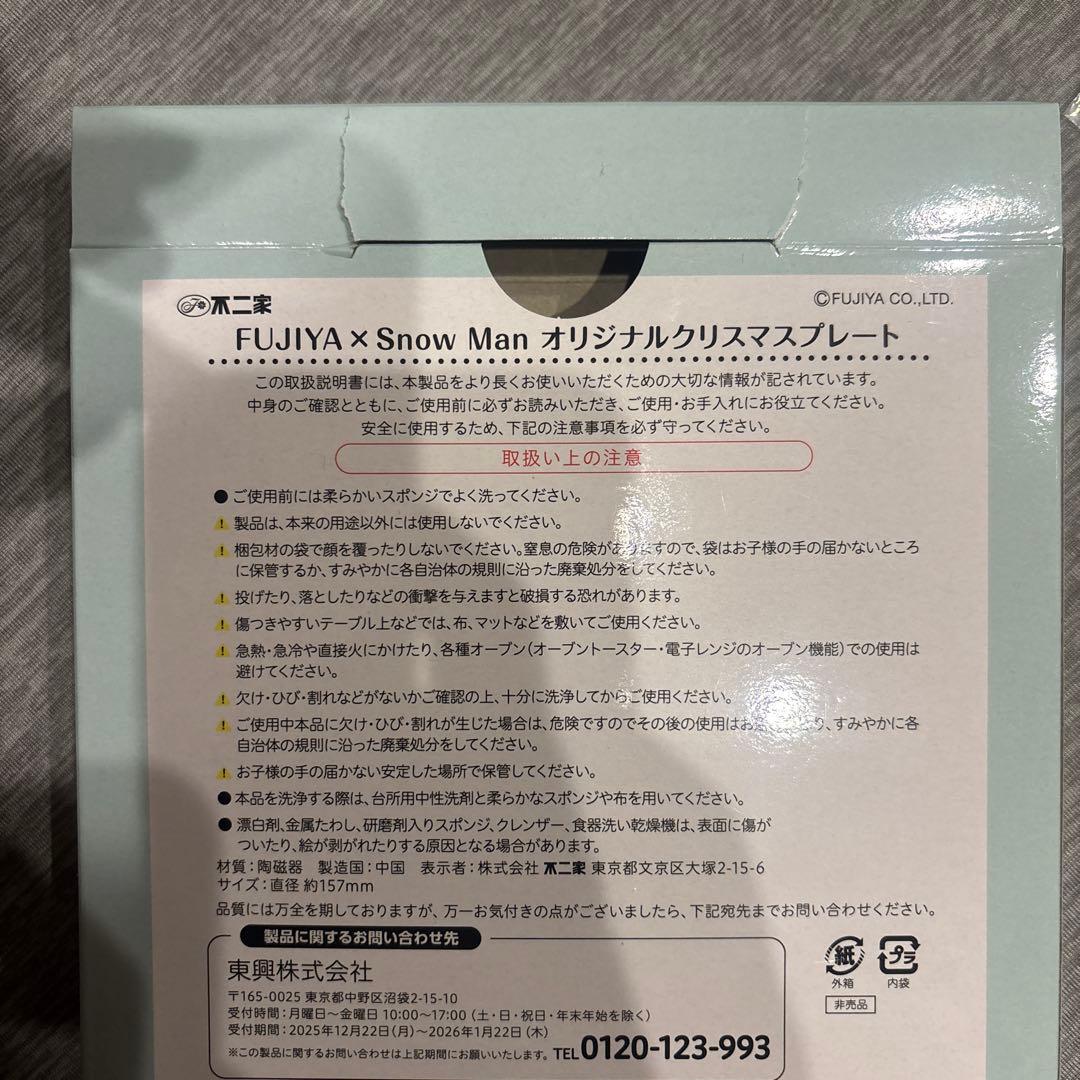 不二家
©FUJIYA CO.,LTD.
FUJIYA×Snow Man オリジナルクリスマスプレート
この取扱説明書には、本製品をより長くお使いいただくための大切な情報が記されています。
中身のご確認とともに、ご使用前に必ずお読みいただき、ご使用・お手入れにお役立てください。
安全に使用するため、下記の注意事項を必ず守ってください。
取扱い上の注意
●ご使用前には柔らかいスポンジでよく洗ってください。
⚠製品は、本来の用途以外には使用しないでください。
⚠梱包材の袋で顔を覆ったりしないでください。窒息の危険がありますので、袋はお子様の手の届かないところ
に保管するか、すみやかに各自治体の規則に沿った廃棄処分をしてください。
⚠投げたり、落としたりなどの衝撃を与えますと破損する恐れがあります。
⚠傷つきやすいテーブル上などでは、布、マットなどを敷いてご使用ください。
⚠急熱・急冷や直接火にかけたり、各種オーブン(オーブントースター・電子レンジのオーブン機能)での使用は
避けてください。
⚠欠け・ひび・割れなどがないかご確認の上、十分に洗浄してからご使用ください。
⚠ご使用中本品に欠け・ひび・割れが生じた場合は、危険ですのでその後の使用はお り、すみやかに各
自治体の規則に沿った廃棄処分をしてください。
⚠お子様の手の届かない安定した場所で保管してください。
●本品を洗浄する際は、台所用中性洗剤と柔らかなスポンジや布を用いてください。
●漂白剤、金属たわし、研磨剤入りスポンジ、クレンザー、食器洗い乾燥機は、表面に傷が
ついたり、絵が剥がれたりする原因となる場合があります。
材質:陶磁器 製造国:中国 表示者:株式会社 不二家 東京都文京区大塚2-15-6
サイズ:直径 約157mm
品質には万全を期しておりますが、万一お気付きの点がございましたら、下記宛先までお問い合わせください。
製品に関するお問い合わせ先
東興株式会社
〒165-0025 東京都中野区沼袋2-15-10
受付時間:月曜日〜金曜日 10:00〜17:00 (土・日・祝日・年末年始を除く)
受付期間:2025年12月22日(月)〜2026年1月22日(木)
※この製品に関するお問い合わせは上記期間にお願いいたします。 TEL0120-123-993
紙 プラ
外箱 内袋
非売品